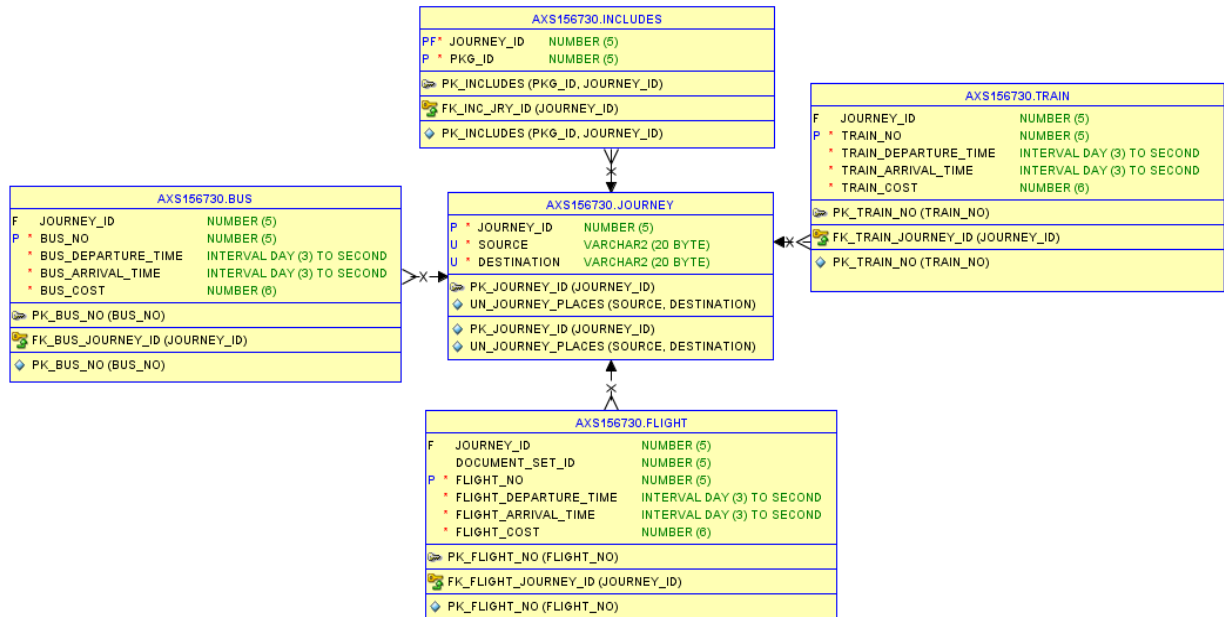 AXS156730.INCLUDES
PF* JOURNEY_ID NUMBER (5)
P * PKG_ID NUMBER (5)
PK_INCLUDES (PKG_ID, JOURNEY_ID)
FK_INC_JRY_ID (JOURNEY_ID)
PK_INCLUDES (PKG_ID, JOURNEY_ID)
AXS156730.TRAIN
F JOURNEY_ID NUMBER (5)
P * TRAIN_NO NUMBER (5)
* TRAIN_DEPARTURE_TIME INTERVAL DAY (3) TO SECOND
* TRAIN_ARRIVAL_TIME INTERVAL DAY (3) TO SECOND
* TRAIN_COST NUMBER (6)
PK_TRAIN_NO (TRAIN_NO)
FK_TRAIN_JOURNEY_ID (JOURNEY_ID)
PK_TRAIN_NO (TRAIN_NO)
AXS156730.BUS
F JOURNEY_ID NUMBER (5)
P * BUS_NO NUMBER (5)
* BUS_DEPARTURE_TIME INTERVAL DAY (3) TO SECOND
* BUS_ARRIVAL_TIME INTERVAL DAY (3) TO SECOND
* BUS_COST NUMBER (6)
PK_BUS_NO (BUS_NO)
FK_BUS_JOURNEY_ID (JOURNEY_ID)
PK_BUS_NO (BUS_NO)
AXS156730.JOURNEY
P * JOURNEY_ID NUMBER (5)
U * SOURCE VARCHAR2 (20 BYTE)
U * DESTINATION VARCHAR2 (20 BYTE)
PK_JOURNEY_ID (JOURNEY_ID)
UN_JOURNEY_PLACES (SOURCE, DESTINATION)
PK_JOURNEY_ID (JOURNEY_ID)
UN_JOURNEY_PLACES (SOURCE, DESTINATION)
AXS156730.FLIGHT
F JOURNEY_ID NUMBER (5)
DOCUMENT_SET_ID NUMBER (5)
P * FLIGHT_NO NUMBER (5)
* FLIGHT_DEPARTURE_TIME INTERVAL DAY (3) TO SECOND
* FLIGHT_ARRIVAL_TIME INTERVAL DAY (3) TO SECOND
* FLIGHT_COST NUMBER (6)
PK_FLIGHT_NO (FLIGHT_NO)
FK_FLIGHT_JOURNEY_ID (JOURNEY_ID)
PK_FLIGHT_NO (FLIGHT_NO)